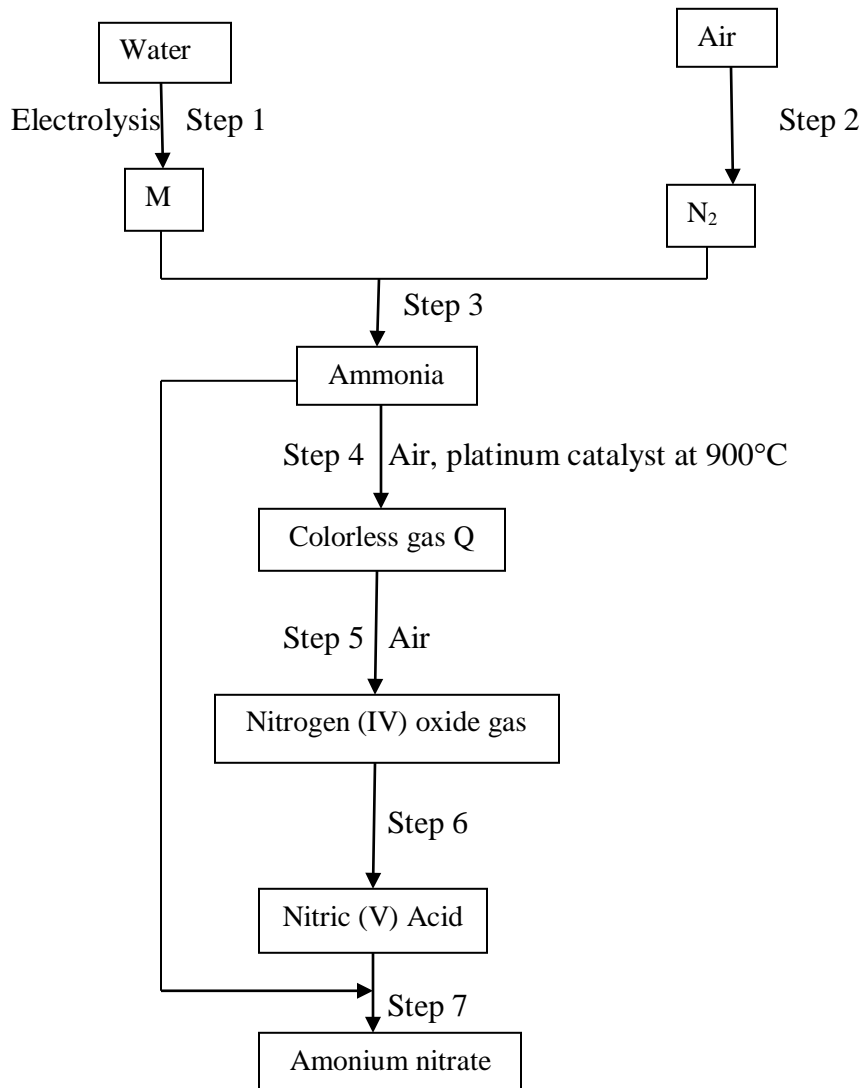 Water
Air
Electrolysis Step 1
Step 2
M
N₂
Step 3
Ammonia
Step 4 Air, platinum catalyst at 900°C
Colorless gas Q
Step 5 Air
Nitrogen (IV) oxide gas
Step 6
Nitric (V) Acid
Step 7
Amonium nitrate